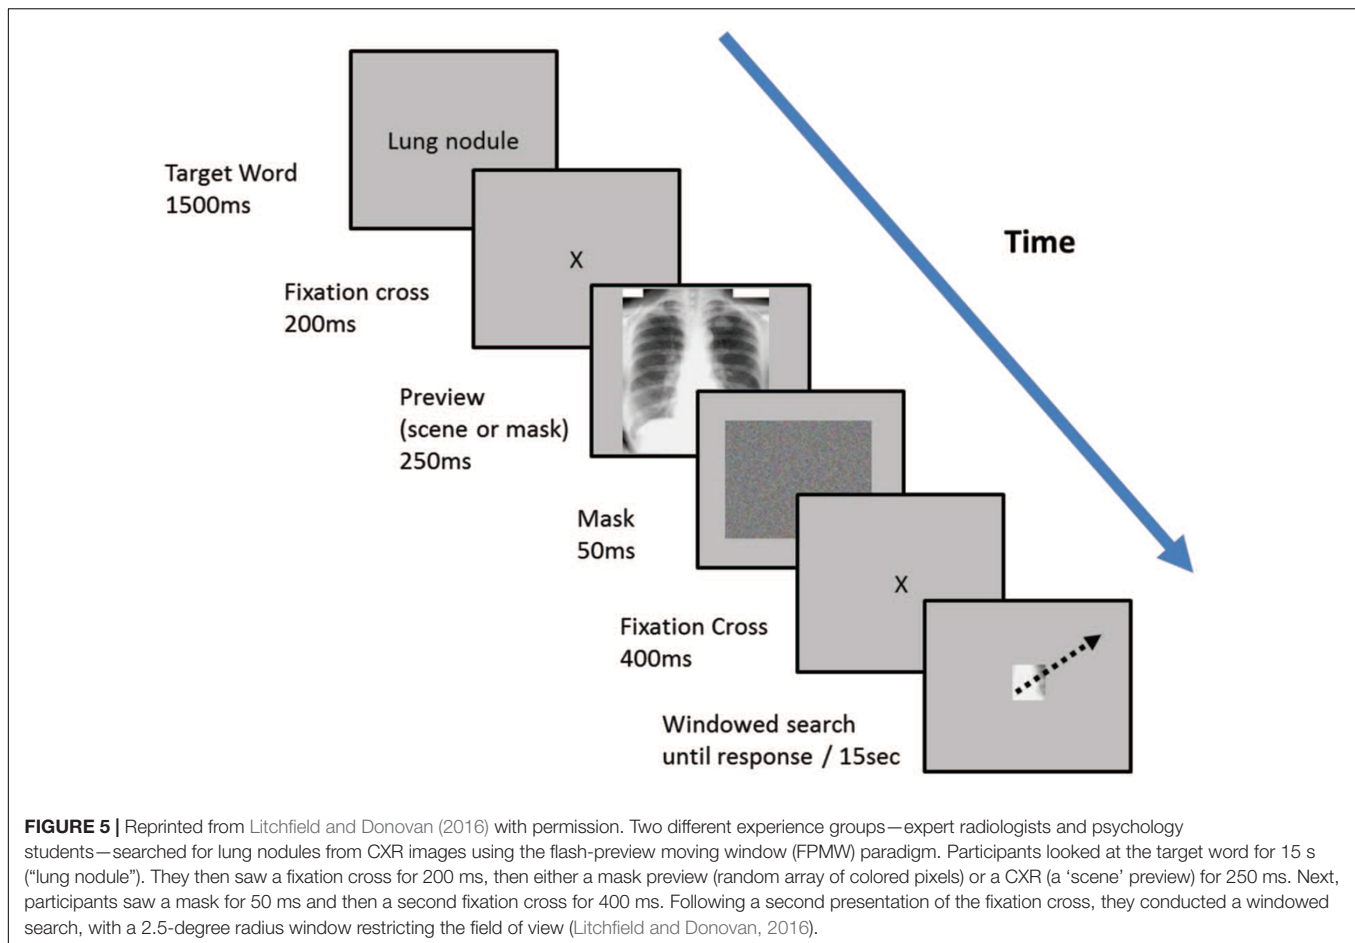 Lung nodule
Target Word
1500ms
Time
X
Fixation cross
200ms
Preview
(scene or mask)
250ms
Mask
50ms
X
Fixation Cross
400ms
Windowed search
until response / 15sec
FIGURE 5 | Reprinted from Litchfield and Donovan (2016) with permission. Two different experience groups—expert radiologists and psychology
students—searched for lung nodules from CXR images using the flash-preview moving window (FPMW) paradigm. Participants looked at the target word for 15 s
(“lung nodule”). They then saw a fixation cross for 200 ms, then either a mask preview (random array of colored pixels) or a CXR (a ‘scene’ preview) for 250 ms. Next,
participants saw a mask for 50 ms and then a second fixation cross for 400 ms. Following a second presentation of the fixation cross, they conducted a windowed
search, with a 2.5-degree radius window restricting the field of view (Litchfield and Donovan, 2016).